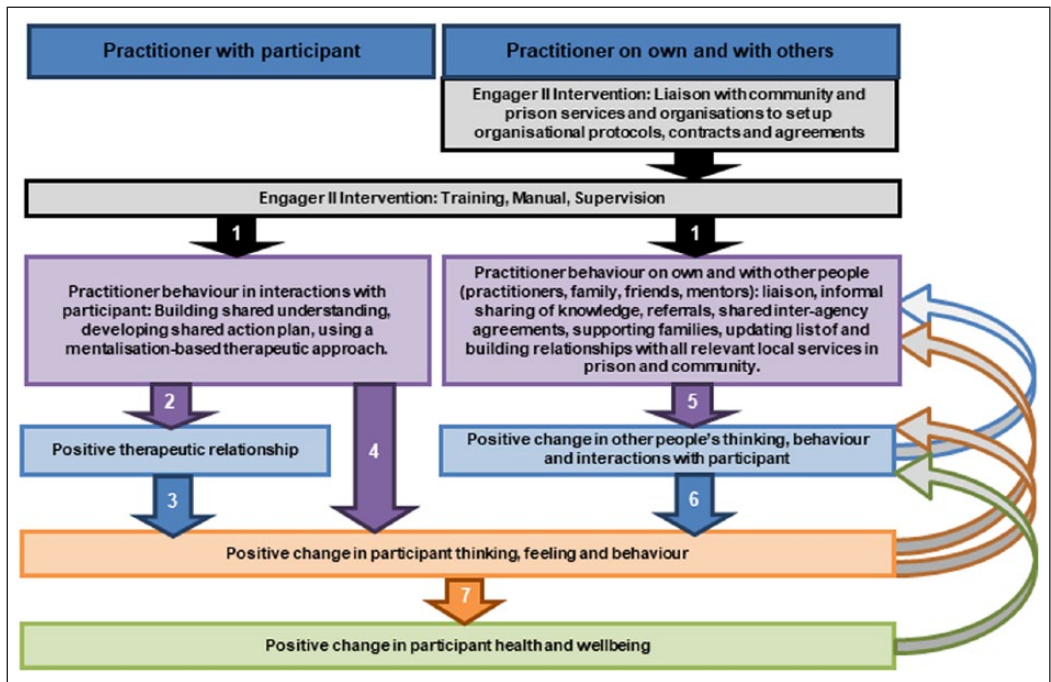 Practitioner with participant
Practitioner on own and with others
Engager II Intervention: Liaison with community and
prison services and organisations to set up
organisational protocols, contracts and agreements
Engager II Intervention: Training, Manual, Supervision
1
1
Practitioner behaviour in interactions with
participant: Building shared understanding,
developing shared action plan, using a
mentalisation-based therapeutic approach.
Practitioner behaviour on own and with other people
(practitioners, family, friends, mentors): liaison, informal
sharing of knowledge, referrals, shared inter-agency
agreements, supporting families, updating list of and
building relationships with all relevant local services in
prison and community.
2
4
5
Positive therapeutic relationship
Positive change in other people's thinking, behaviour
and interactions with participant
3
6
Positive change in participant thinking, feeling and behaviour
7
Positive change in participant health and wellbeing